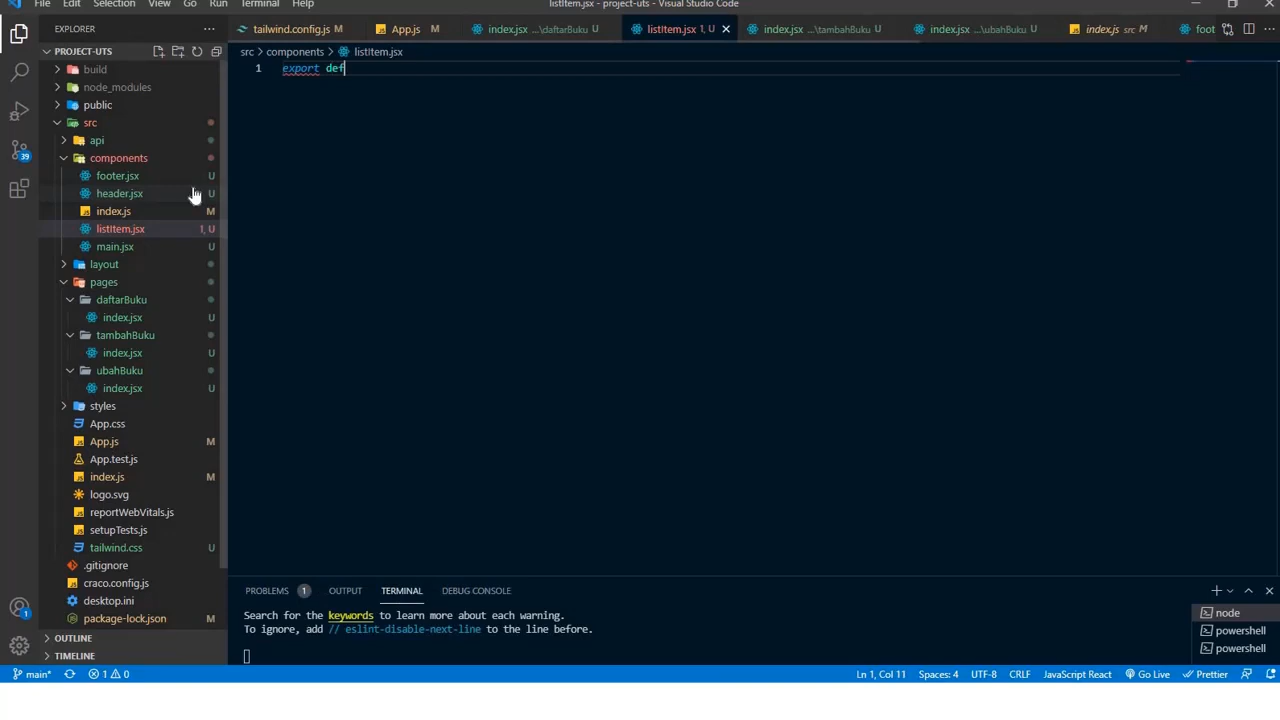 File Edit Selection View Go Run Terminal Help listItem.jsx - project-uts - Visual Studio Code
EXPLORER ···
tailwind.config.js M App.js M index.jsx ...\daftarBuku U listItem.jsx 1, U index.jsx ...\tambahBuku U index.jsx ...\ubahBuku U index.js src M foot
PROJECT-UTS
src > components > listItem.jsx
1 export def
build
node_modules
public
src
api
components
footer.jsx U
header.jsx U
index.js M
listItem.jsx 1, U
main.jsx U
layout
pages
daftarBuku
index.jsx U
tambahBuku
index.jsx U
ubahBuku
index.jsx U
styles
App.css
App.js M
App.test.js
index.js M
logo.svg
reportWebVitals.js
setupTests.js
tailwind.css U
.gitignore
craco.config.js
desktop.ini
package-lock.json M
OUTLINE
TIMELINE
39
1
PROBLEMS 1 OUTPUT TERMINAL DEBUG CONSOLE
Search for the keywords to learn more about each warning.
To ignore, add // eslint-disable-next-line to the line before.
node
powershell
powershell
main* 1 0 Ln 1, Col 11 Spaces: 4 UTF-8 CRLF JavaScript React Go Live Prettier